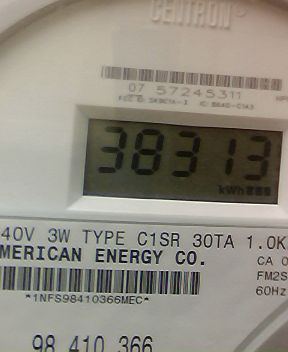 CENTRON®
07 57245311
38313
kWh
40V 3W TYPE C1SR 30TA 1.0K
MERICAN ENERGY CO.
CA 0
FM2S
60Hz
*1NFS98410366MEC*
98 410 366